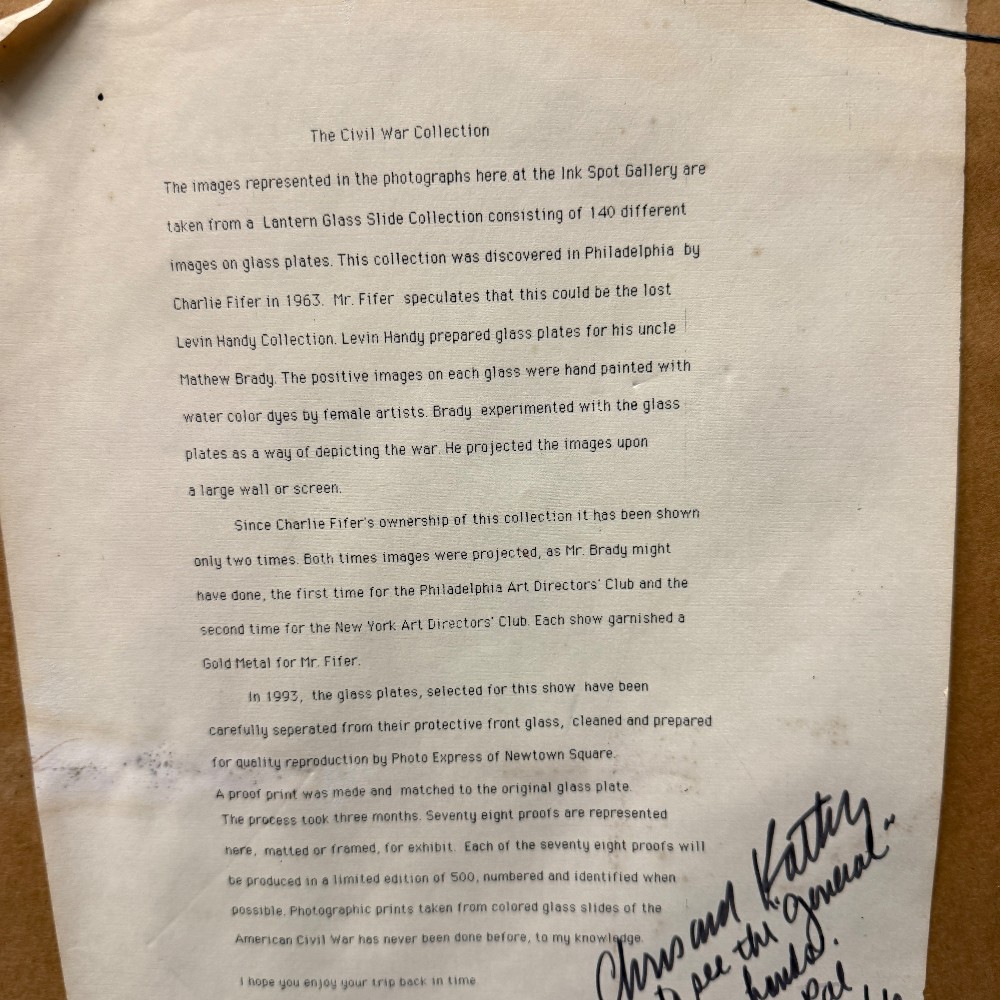 The Civil War Collection
The images represented in the photographs here at the Ink Spot Gallery are
taken from a Lantern Glass Slide Collection consisting of 140 different
images on glass plates. This collection was discovered in Philadelphia by
Charlie Fifer in 1963. Mr. Fifer speculates that this could be the lost
Levin Handy Collection. Levin Handy prepared glass plates for his uncle
Mathew Brady. The positive images on each glass were hand painted with
water color dyes by female artists. Brady experimented with the glass
plates as a way of depicting the war. He projected the images upon
a large wall or screen.
Since Charlie Fifer's ownership of this collection it has been shown
only two times. Both times images were projected, as Mr. Brady might
have done, the first time for the Philadelphia Art Directors' Club and the
second time for the New York Art Directors' Club. Each show garnished a
Gold Metal for Mr. Fifer.
In 1993, the glass plates, selected for this show have been
carefully seperated from their protective front glass, cleaned and prepared
for quality reproduction by Photo Express of Newtown Square.
A proof print was made and matched to the original glass plate.
The process took three months. Seventy eight proofs are represented
here, matted or framed, for exhibit. Each of the seventy eight proofs will
be produced in a limited edition of 500, numbered and identified when
possible. Photographic prints taken from colored glass slides of the
American Civil War has never been done before, to my knowledge.
I hope you enjoy your trip back in time
Chris and Kathy
see the "General"